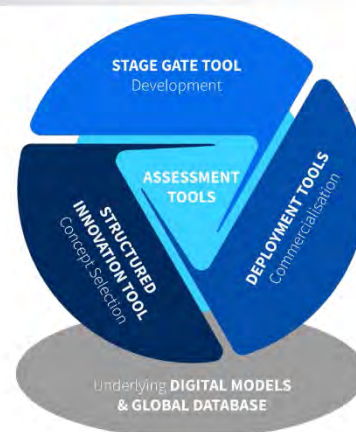 STAGE GATE TOOL
Development
ASSESSMENT
TOOLS
DEPLOYMENT TOOLS
Commercialisation
STRUCTURED
INNOVATION TOOL
Concept Selection
Underlying DIGITAL MODELS
& GLOBAL DATABASE